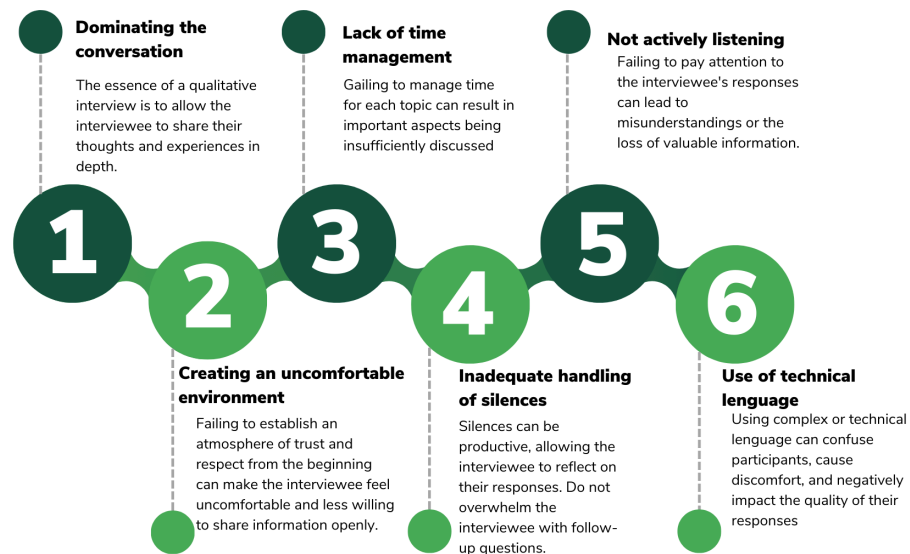 1
Dominating the
conversation
The essence of a qualitative
interview is to allow the
interviewee to share their
thoughts and experiences in
depth.
2
Creating an uncomfortable
environment
Failing to establish an
atmosphere of trust and
respect from the beginning
can make the interviewee feel
uncomfortable and less willing
to share information openly.
3
Lack of time
management
Gailing to manage time
for each topic can result in
important aspects being
insufficiently discussed
4
Inadequate handling
of silences
Silences can be
productive, allowing the
interviewee to reflect on
their responses. Do not
overwhelm the
interviewee with follow-
up questions.
5
Not actively listening
Failing to pay attention to
the interviewee's responses
can lead to
misunderstandings or the
loss of valuable information.
6
Use of technical
lenguage
Using complex or technical
lenguage can confuse
participants, cause
discomfort, and negatively
impact the quality of their
responses